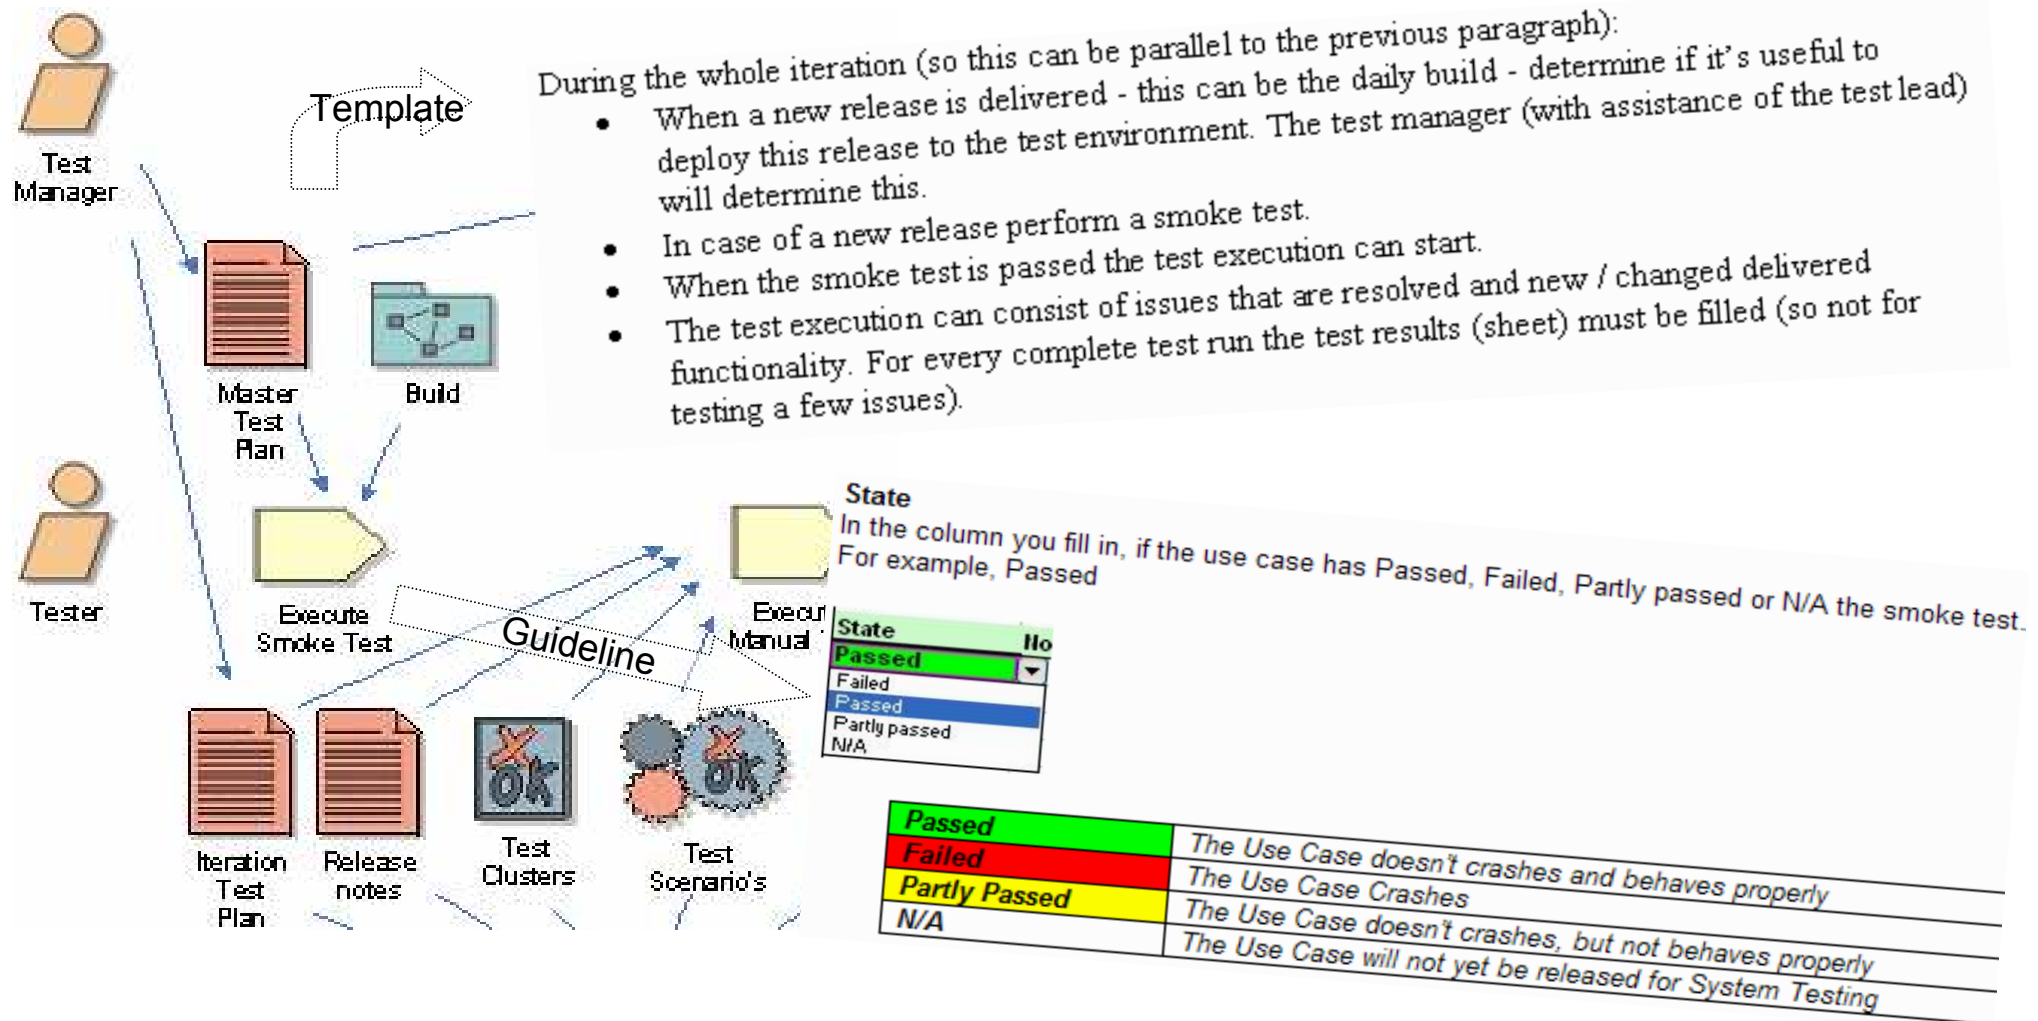 Template
During the whole iteration (so this can be parallel to the previous paragraph):
• When a new release is delivered - this can be the daily build - determine if it's useful to
deploy this release to the test environment. The test manager (with assistance of the test lead)
will determine this.
• In case of a new release perform a smoke test.
• When the smoke test is passed the test execution can start.
• The test execution can consist of issues that are resolved and new / changed delivered
functionality. For every complete test run the test results (sheet) must be filled (so not for
testing a few issues).
Test
Manager
Master
Test
Plan
Build
Tester
Execute
Smoke Test
Execut
Manual
Guideline
State
In the column you fill in, if the use case has Passed, Failed, Partly passed or N/A the smoke test.
For example, Passed
State No
Passed
Failed
Passed
Partly passed
N/A
OK
OK
Iteration
Test
Plan
Release
notes
Test
Clusters
Test
Scenario's
Passed The Use Case doesn't crashes and behaves properly
Failed The Use Case Crashes
Partly Passed The Use Case doesn't crashes, but not behaves properly
N/A The Use Case will not yet be released for System Testing